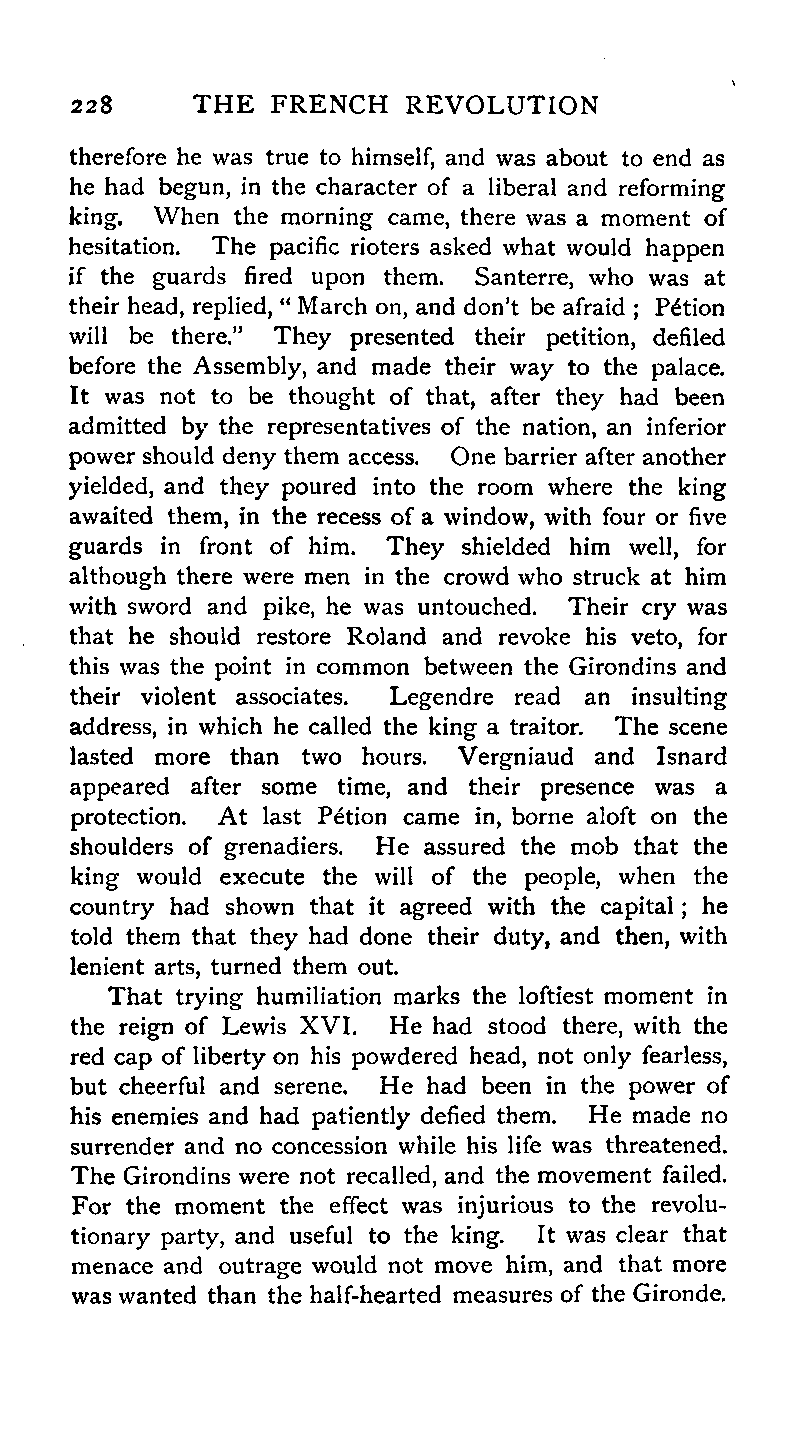 228 THE FRENCH REVOLUTION
therefore he was true to himself, and was about to end as
he had begun, in the character of a liberal and reforming
king. When the morning came, there was a moment of
hesitation. The pacific rioters asked what would happen
if the guards fired upon them. Santerre, who was at
their head, replied, “ March on, and don't be afraid ; Pétion
will be there.” They presented their petition, defiled
before the Assembly, and made their way to the palace.
It was not to be thought of that, after they had been
admitted by the representatives of the nation, an inferior
power should deny them access. One barrier after another
yielded, and they poured into the room where the king
awaited them, in the recess of a window, with four or five
guards in front of him. They shielded him well, for
although there were men in the crowd who struck at him
with sword and pike, he was untouched. Their cry was
that he should restore Roland and revoke his veto, for
this was the point in common between the Girondins and
their violent associates. Legendre read an insulting
address, in which he called the king a traitor. The scene
lasted more than two hours. Vergniaud and Isnard
appeared after some time, and their presence was a
protection. At last Pétion came in, borne aloft on the
shoulders of grenadiers. He assured the mob that the
king would execute the will of the people, when the
country had shown that it agreed with the capital ; he
told them that they had done their duty, and then, with
lenient arts, turned them out.
That trying humiliation marks the loftiest moment in
the reign of Lewis XVI. He had stood there, with the
red cap of liberty on his powdered head, not only fearless,
but cheerful and serene. He had been in the power of
his enemies and had patiently defied them. He made no
surrender and no concession while his life was threatened.
The Girondins were not recalled, and the movement failed.
For the moment the effect was injurious to the revolu-
tionary party, and useful to the king. It was clear that
menace and outrage would not move him, and that more
was wanted than the half-hearted measures of the Gironde.